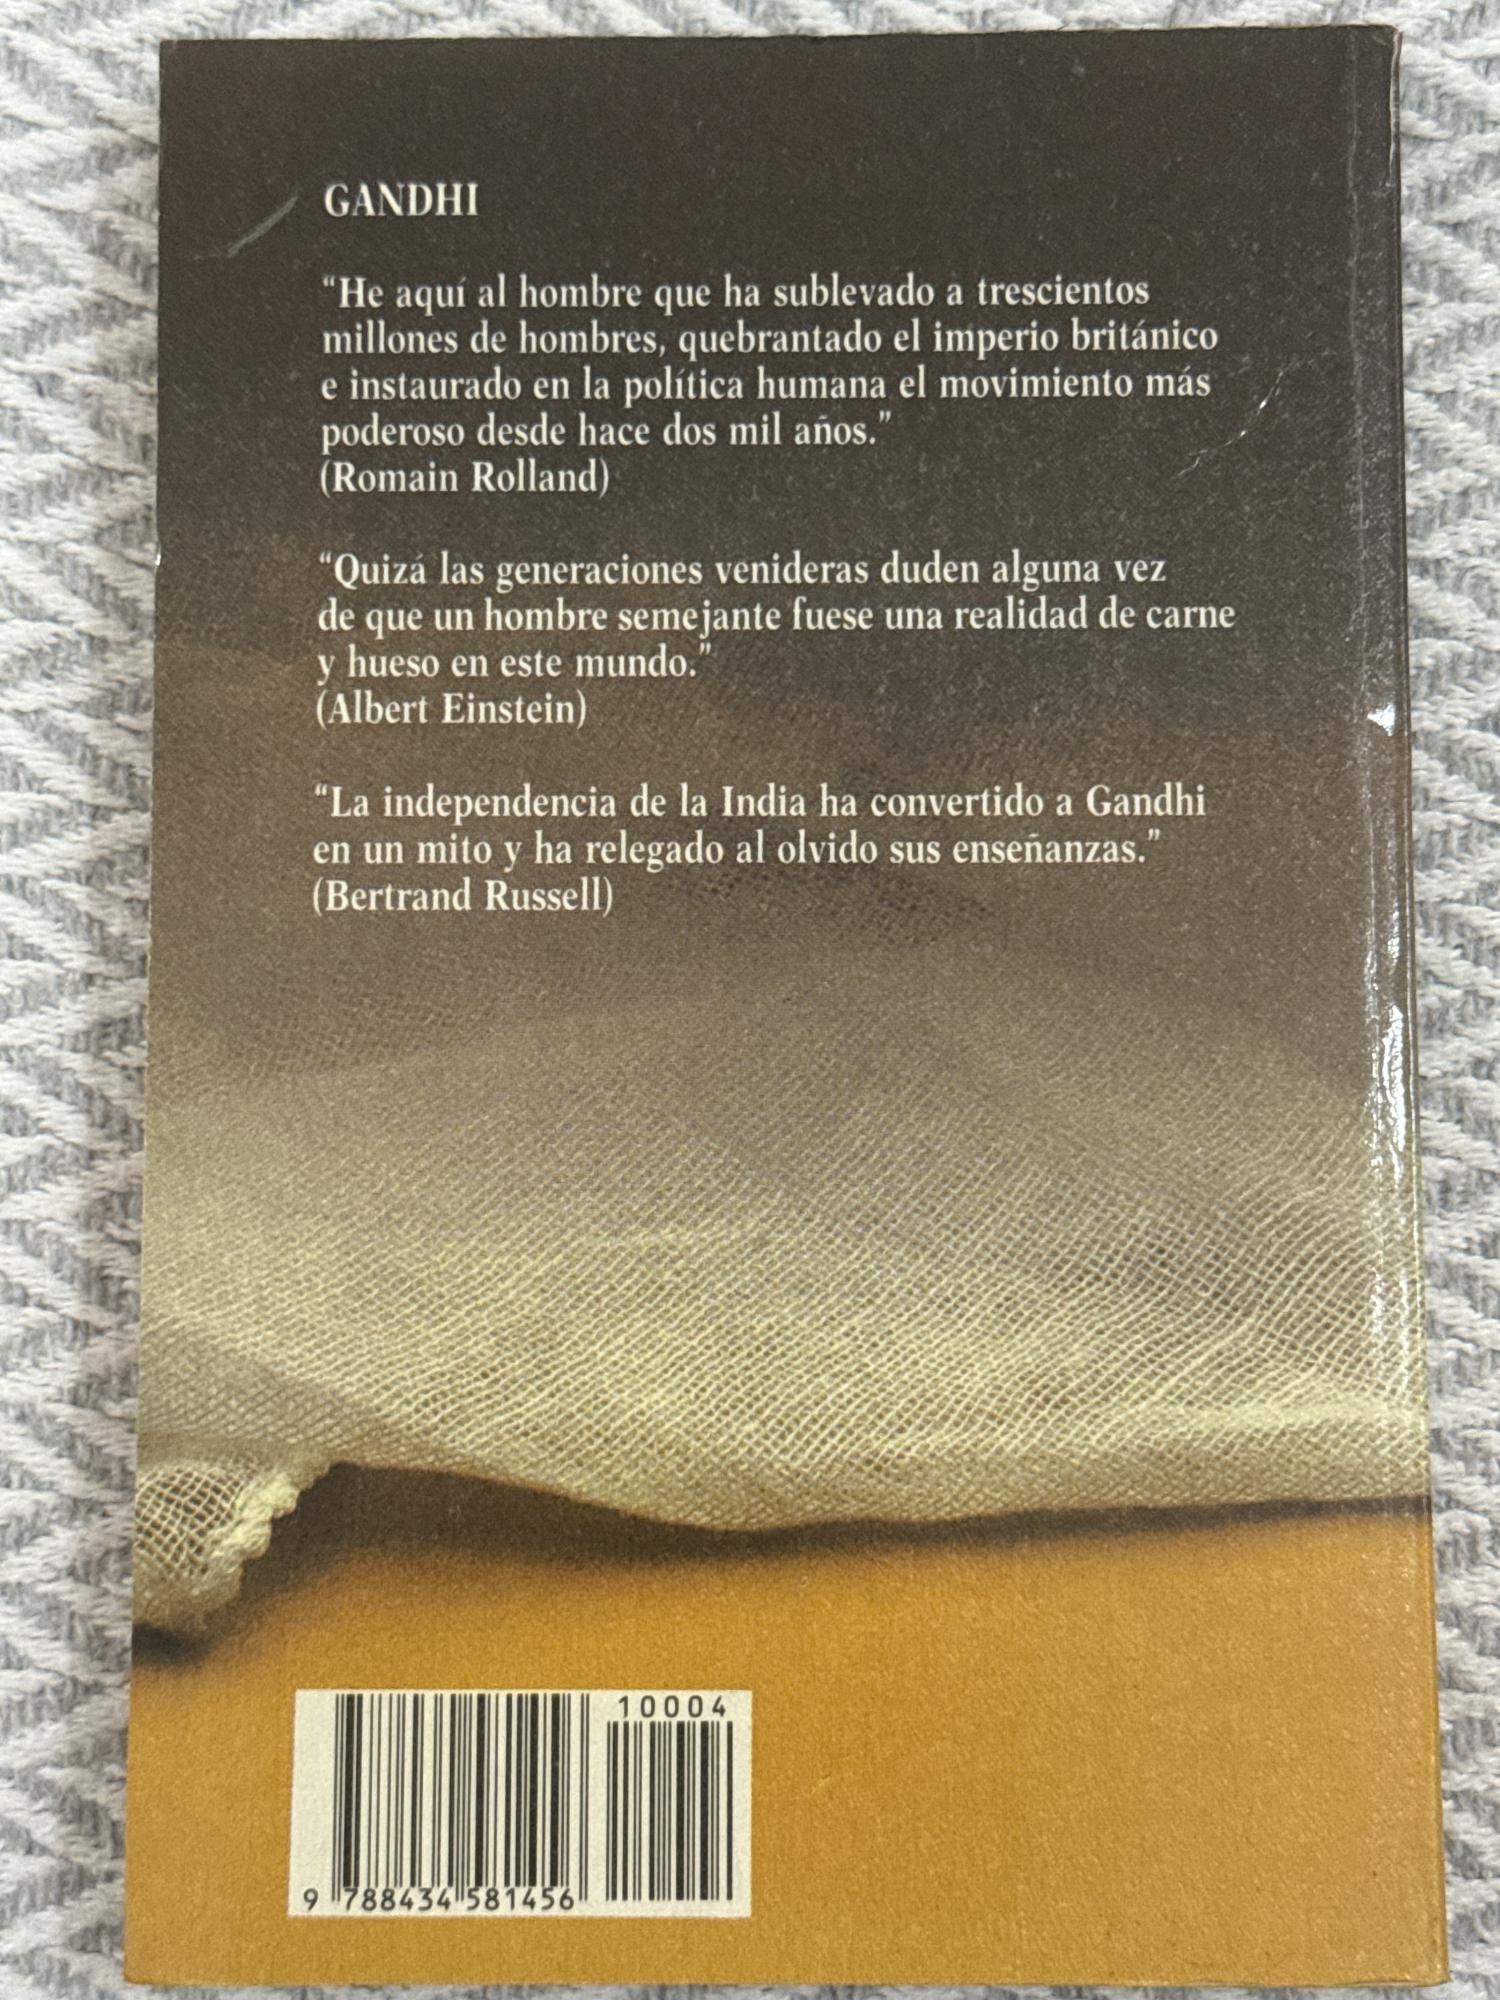 GANDHI
“He aquí al hombre que ha sublevado a trescientos
millones de hombres, quebrantado el imperio británico
e instaurado en la política humana el movimiento más
poderoso desde hace dos mil años.”
(Romain Rolland)
“Quizá las generaciones venideras duden alguna vez
de que un hombre semejante fuese una realidad de carne
y hueso en este mundo.”
(Albert Einstein)
“La independencia de la India ha convertido a Gandhi
en un mito y ha relegado al olvido sus enseñanzas.”
(Bertrand Russell)
10004
9 788434 581456